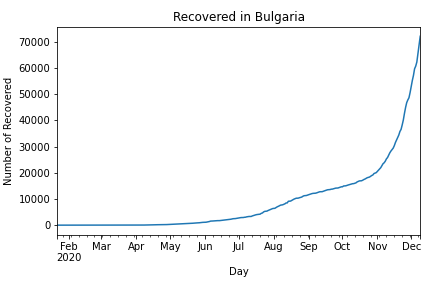 Recovered in Bulgaria
Number of Recovered
70000
60000
50000
40000
30000
20000
10000
0
Feb Mar Apr May Jun Jul Aug Sep Oct Nov Dec
2020
Day